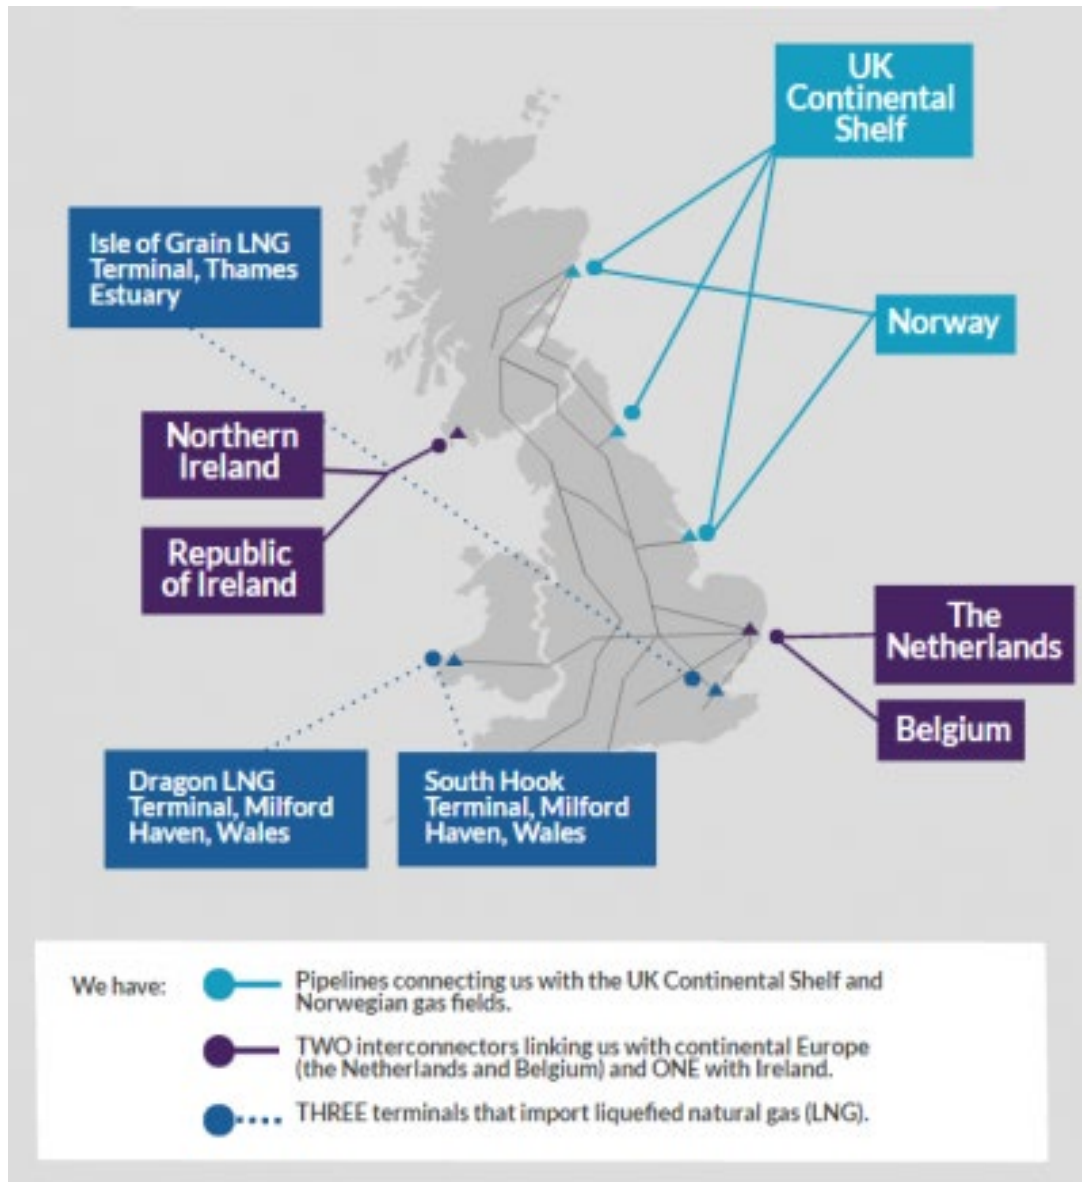 UK
Continental
Shelf
Isle of Grain LNG
Terminal, Thames
Estuary
Norway
Northern
Ireland
Republic
of Ireland
The
Netherlands
Belgium
Dragon LNG
Terminal, Milford
Haven, Wales
South Hook
Terminal, Milford
Haven, Wales
We have:
Pipelines connecting us with the UK Continental Shelf and
Norwegian gas fields.
TWO interconnectors linking us with continental Europe
(the Netherlands and Belgium) and ONE with Ireland.
THREE terminals that import liquefied natural gas (LNG).